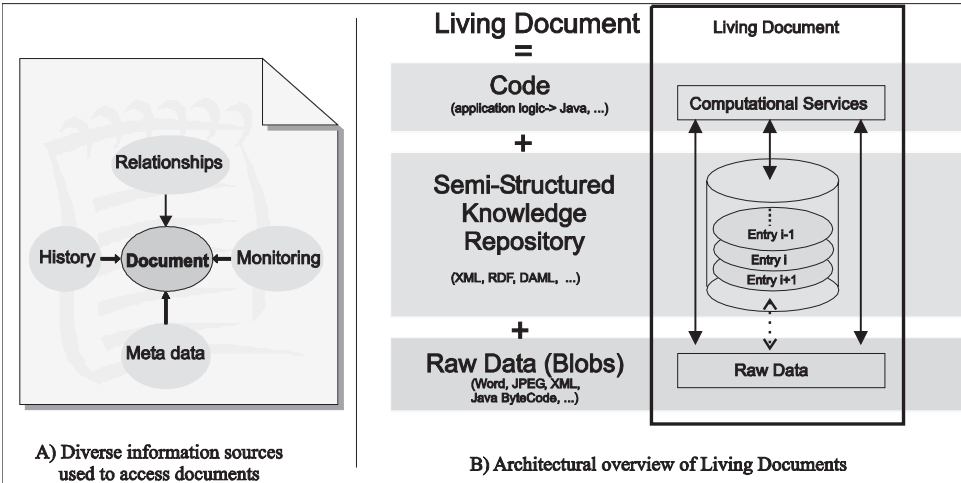 Relationships
History
Document
Monitoring
Meta data
A) Diverse information sources
used to access documents
Living Document
=
Code
(application logic-> Java, ...)
+
Semi-Structured
Knowledge
Repository
(XML, RDF, DAML, ...)
+
Raw Data (Blobs)
(Word, JPEG, XML,
Java ByteCode, ...)
Living Document
Computational Services
Entry i-1
Entry i
Entry i+1
Raw Data
B) Architectural overview of Living Documents